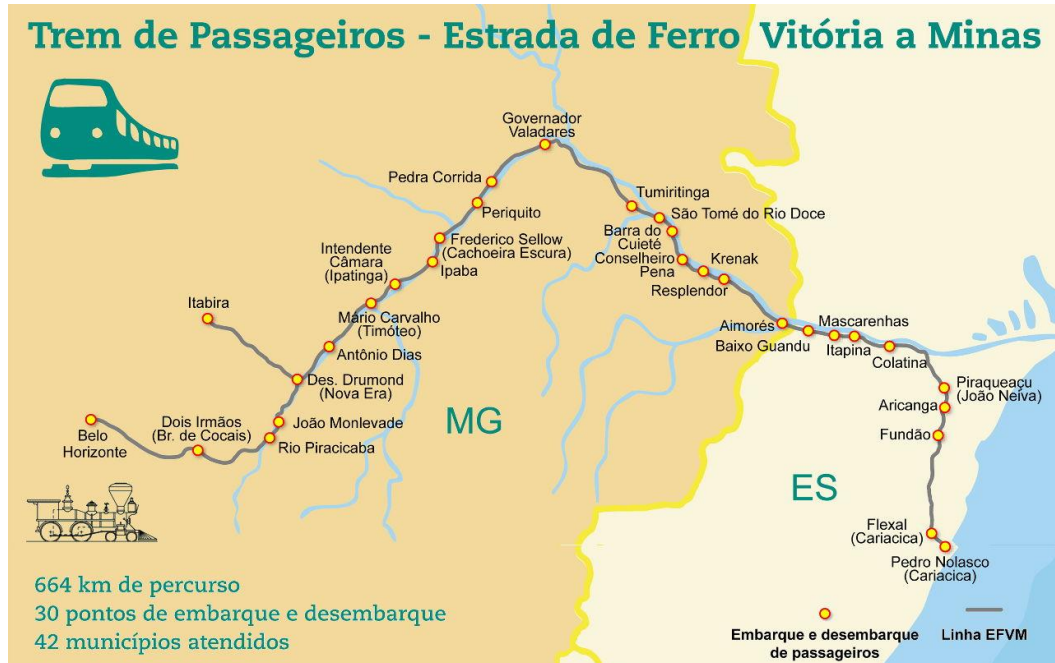 Trem de Passageiros - Estrada de Ferro Vitória a Minas
Governador
Valadares
Pedra Corrida
Periquito
Tumiritinga
São Tomé do Rio Doce
Barra do
Cuieté
Conselheiro
Pena
Krenak
Resplendor
Frederico Sellow
(Cachoeira Escura)
Ipaba
Intendente
Câmara
(Ipatinga)
Itabira
Mário Carvalho
(Timóteo)
Antônio Dias
Des. Drumond
(Nova Era)
João Monlevade
Rio Piracicaba
Dois Irmãos
(Br. de Cocais)
Belo
Horizonte
MG
Aimorés
Baixo Guandu
Mascarenhas
Itapina
Colatina
Piraqueaçu
(João Neiva)
Aricanga
Fundão
ES
Flexal
(Cariacica)
Pedro Nolasco
(Cariacica)
664 km de percurso
30 pontos de embarque e desembarque
42 municípios atendidos
Embarque e desembarque
de passageiros
Linha EFVM